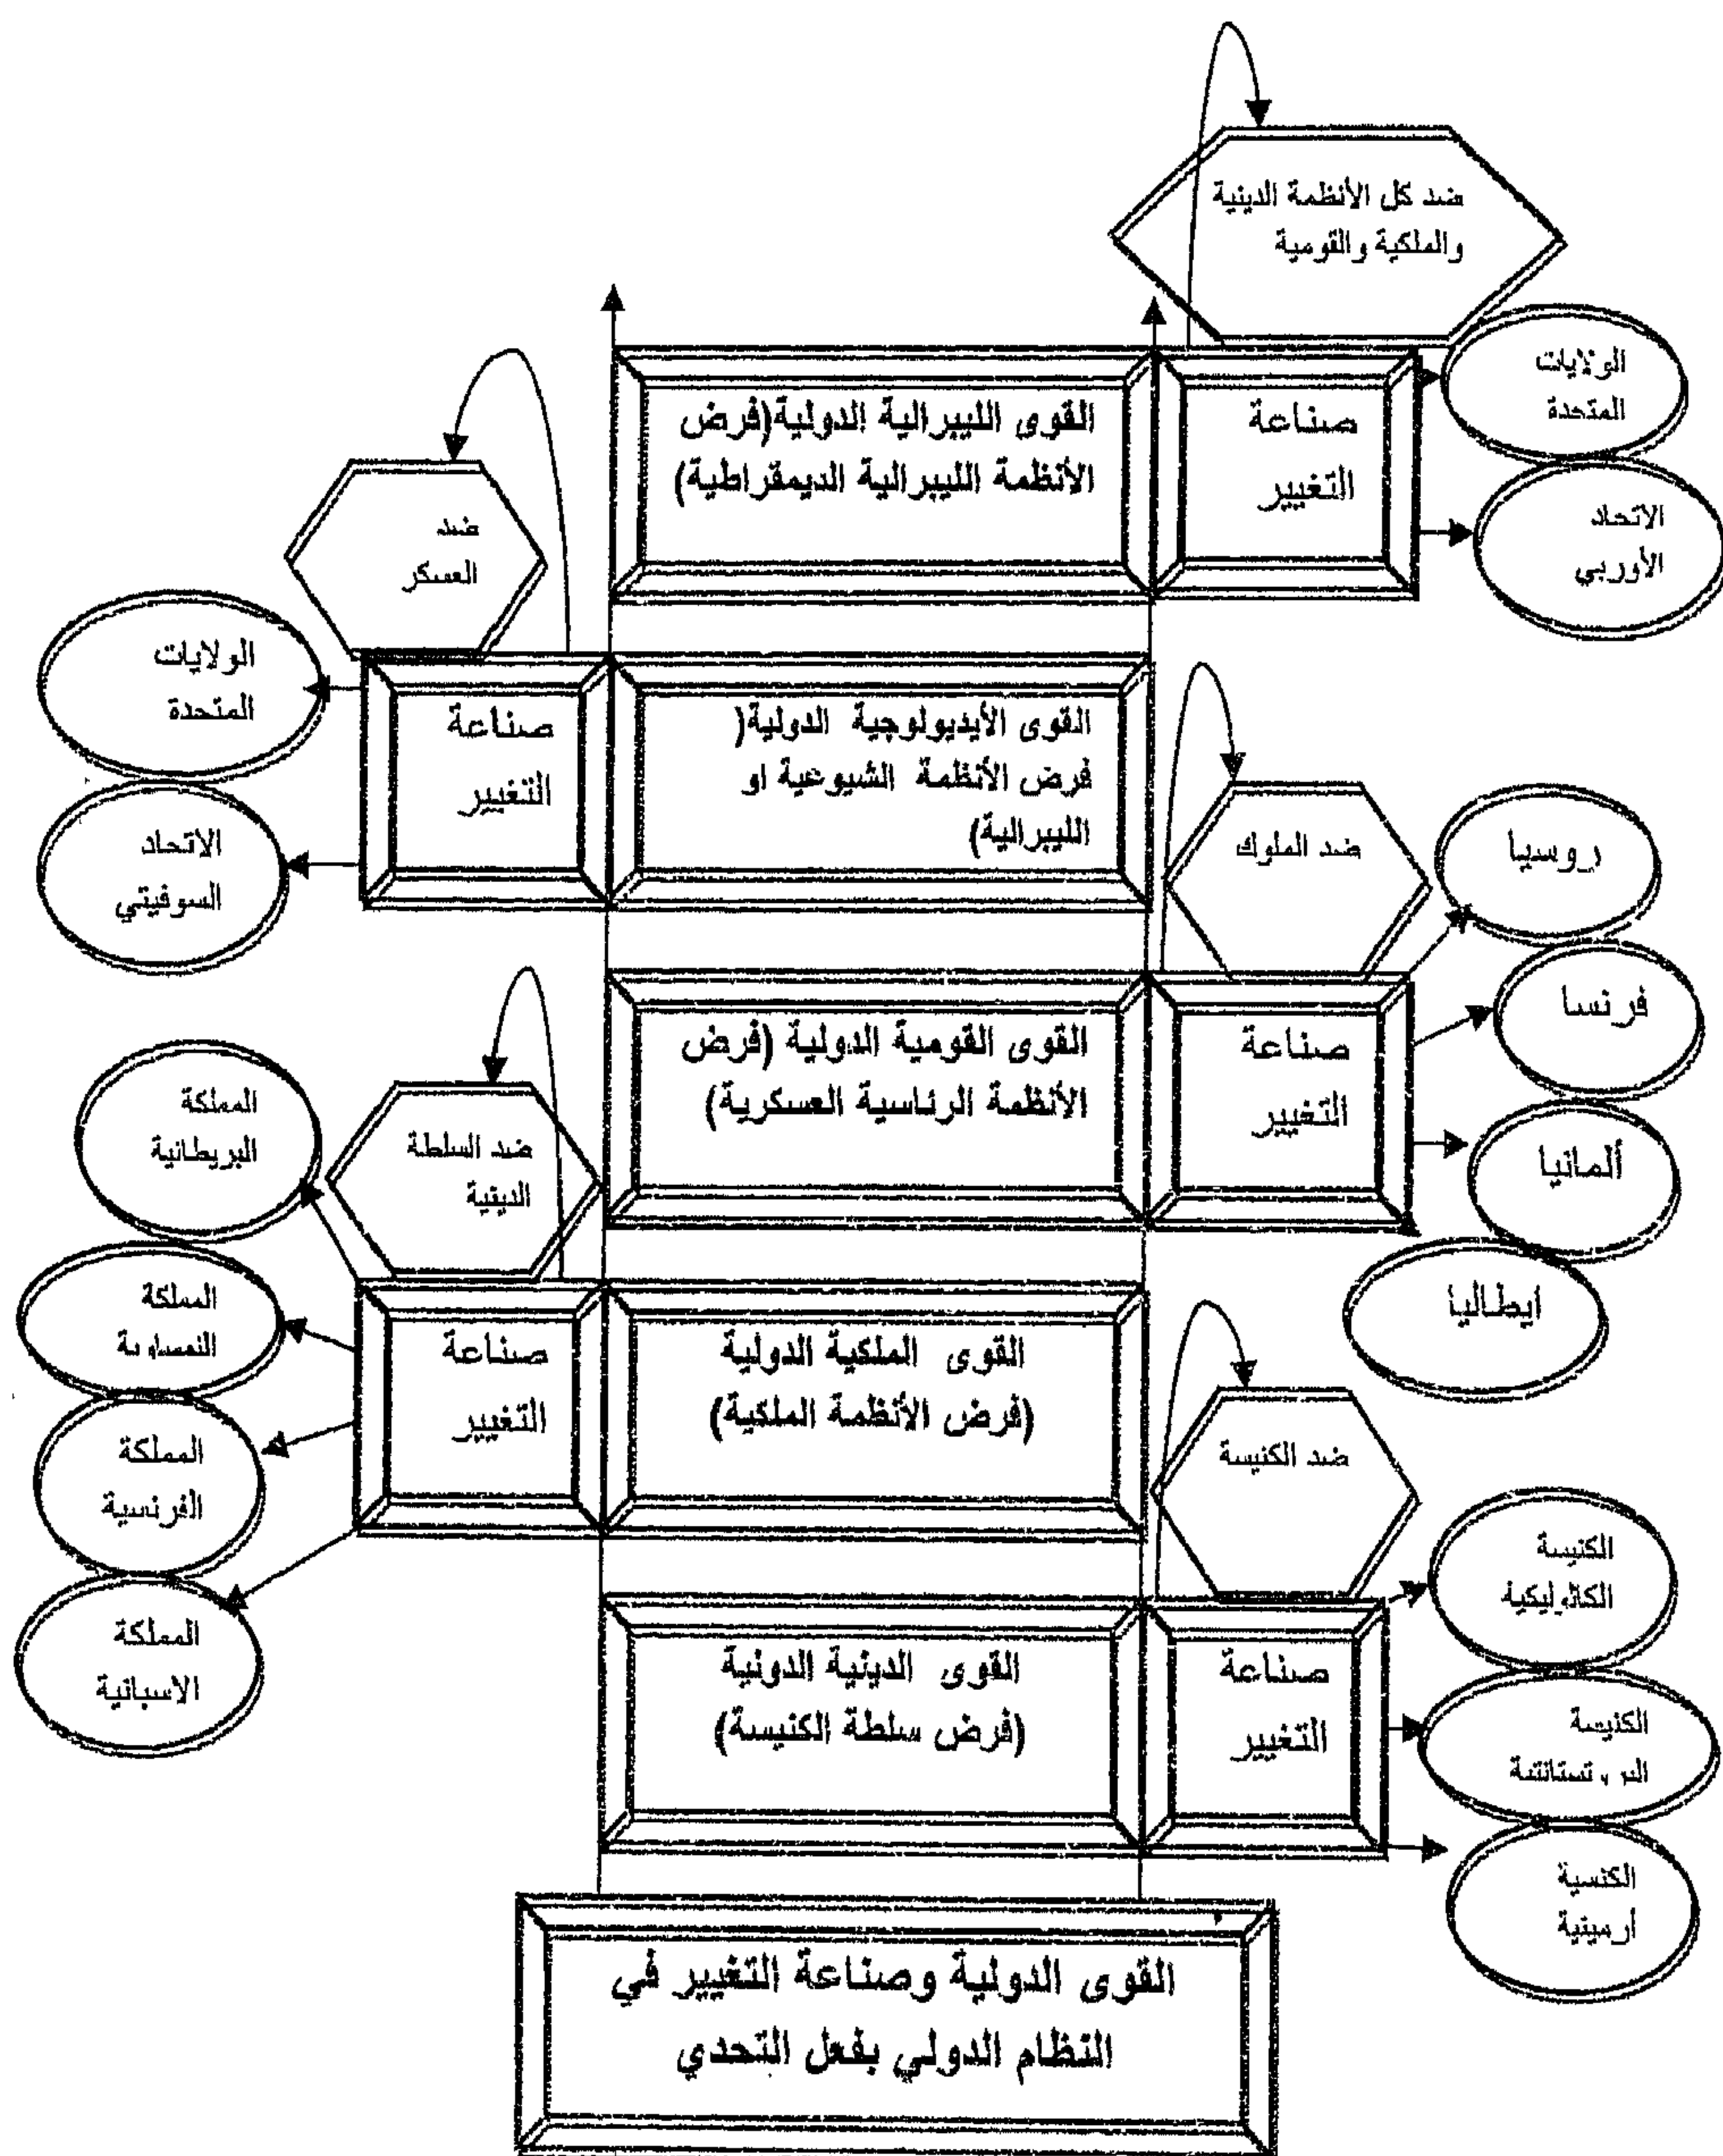 ضد كل الأنظمة الدينية
والملكية والقومية
الولايات
المتحدة
الاتحاد
الأوربي
صناعة
التغيير
القوى الليبرالية الدولية(فرض
الأنظمة الليبرالية الديمقراطية)
ضد
العسكر
القوى الأيديولوجية الدولية(
فرض الأنظمة الشيوعية او
الليبرالية)
صناعة
التغيير
الولايات
المتحدة
الاتحاد
السوفيتي
ضد الملوك
روسيا
فرنسا
ألمانيا
ايطاليا
صناعة
التغيير
القوى القومية الدولية (فرض
الأنظمة الرئاسية العسكرية)
ضد السلطة
الدينية
القوى الملكية الدولية
(فرض الأنظمة الملكية)
صناعة
التغيير
المملكة
البريطانية
المملكة
النمساوية
المملكة
الفرنسية
المملكة
الاسبانية
ضد الكنيسة
الكنيسة
الكاثوليكية
الكنيسة
البروتستانتية
الكنسية
أرمينية
صناعة
التغيير
القوى الدينية الدولية
(فرض سلطة الكنيسة)
القوى الدولية وصناعة التغيير في
النظام الدولي بفعل التحدي